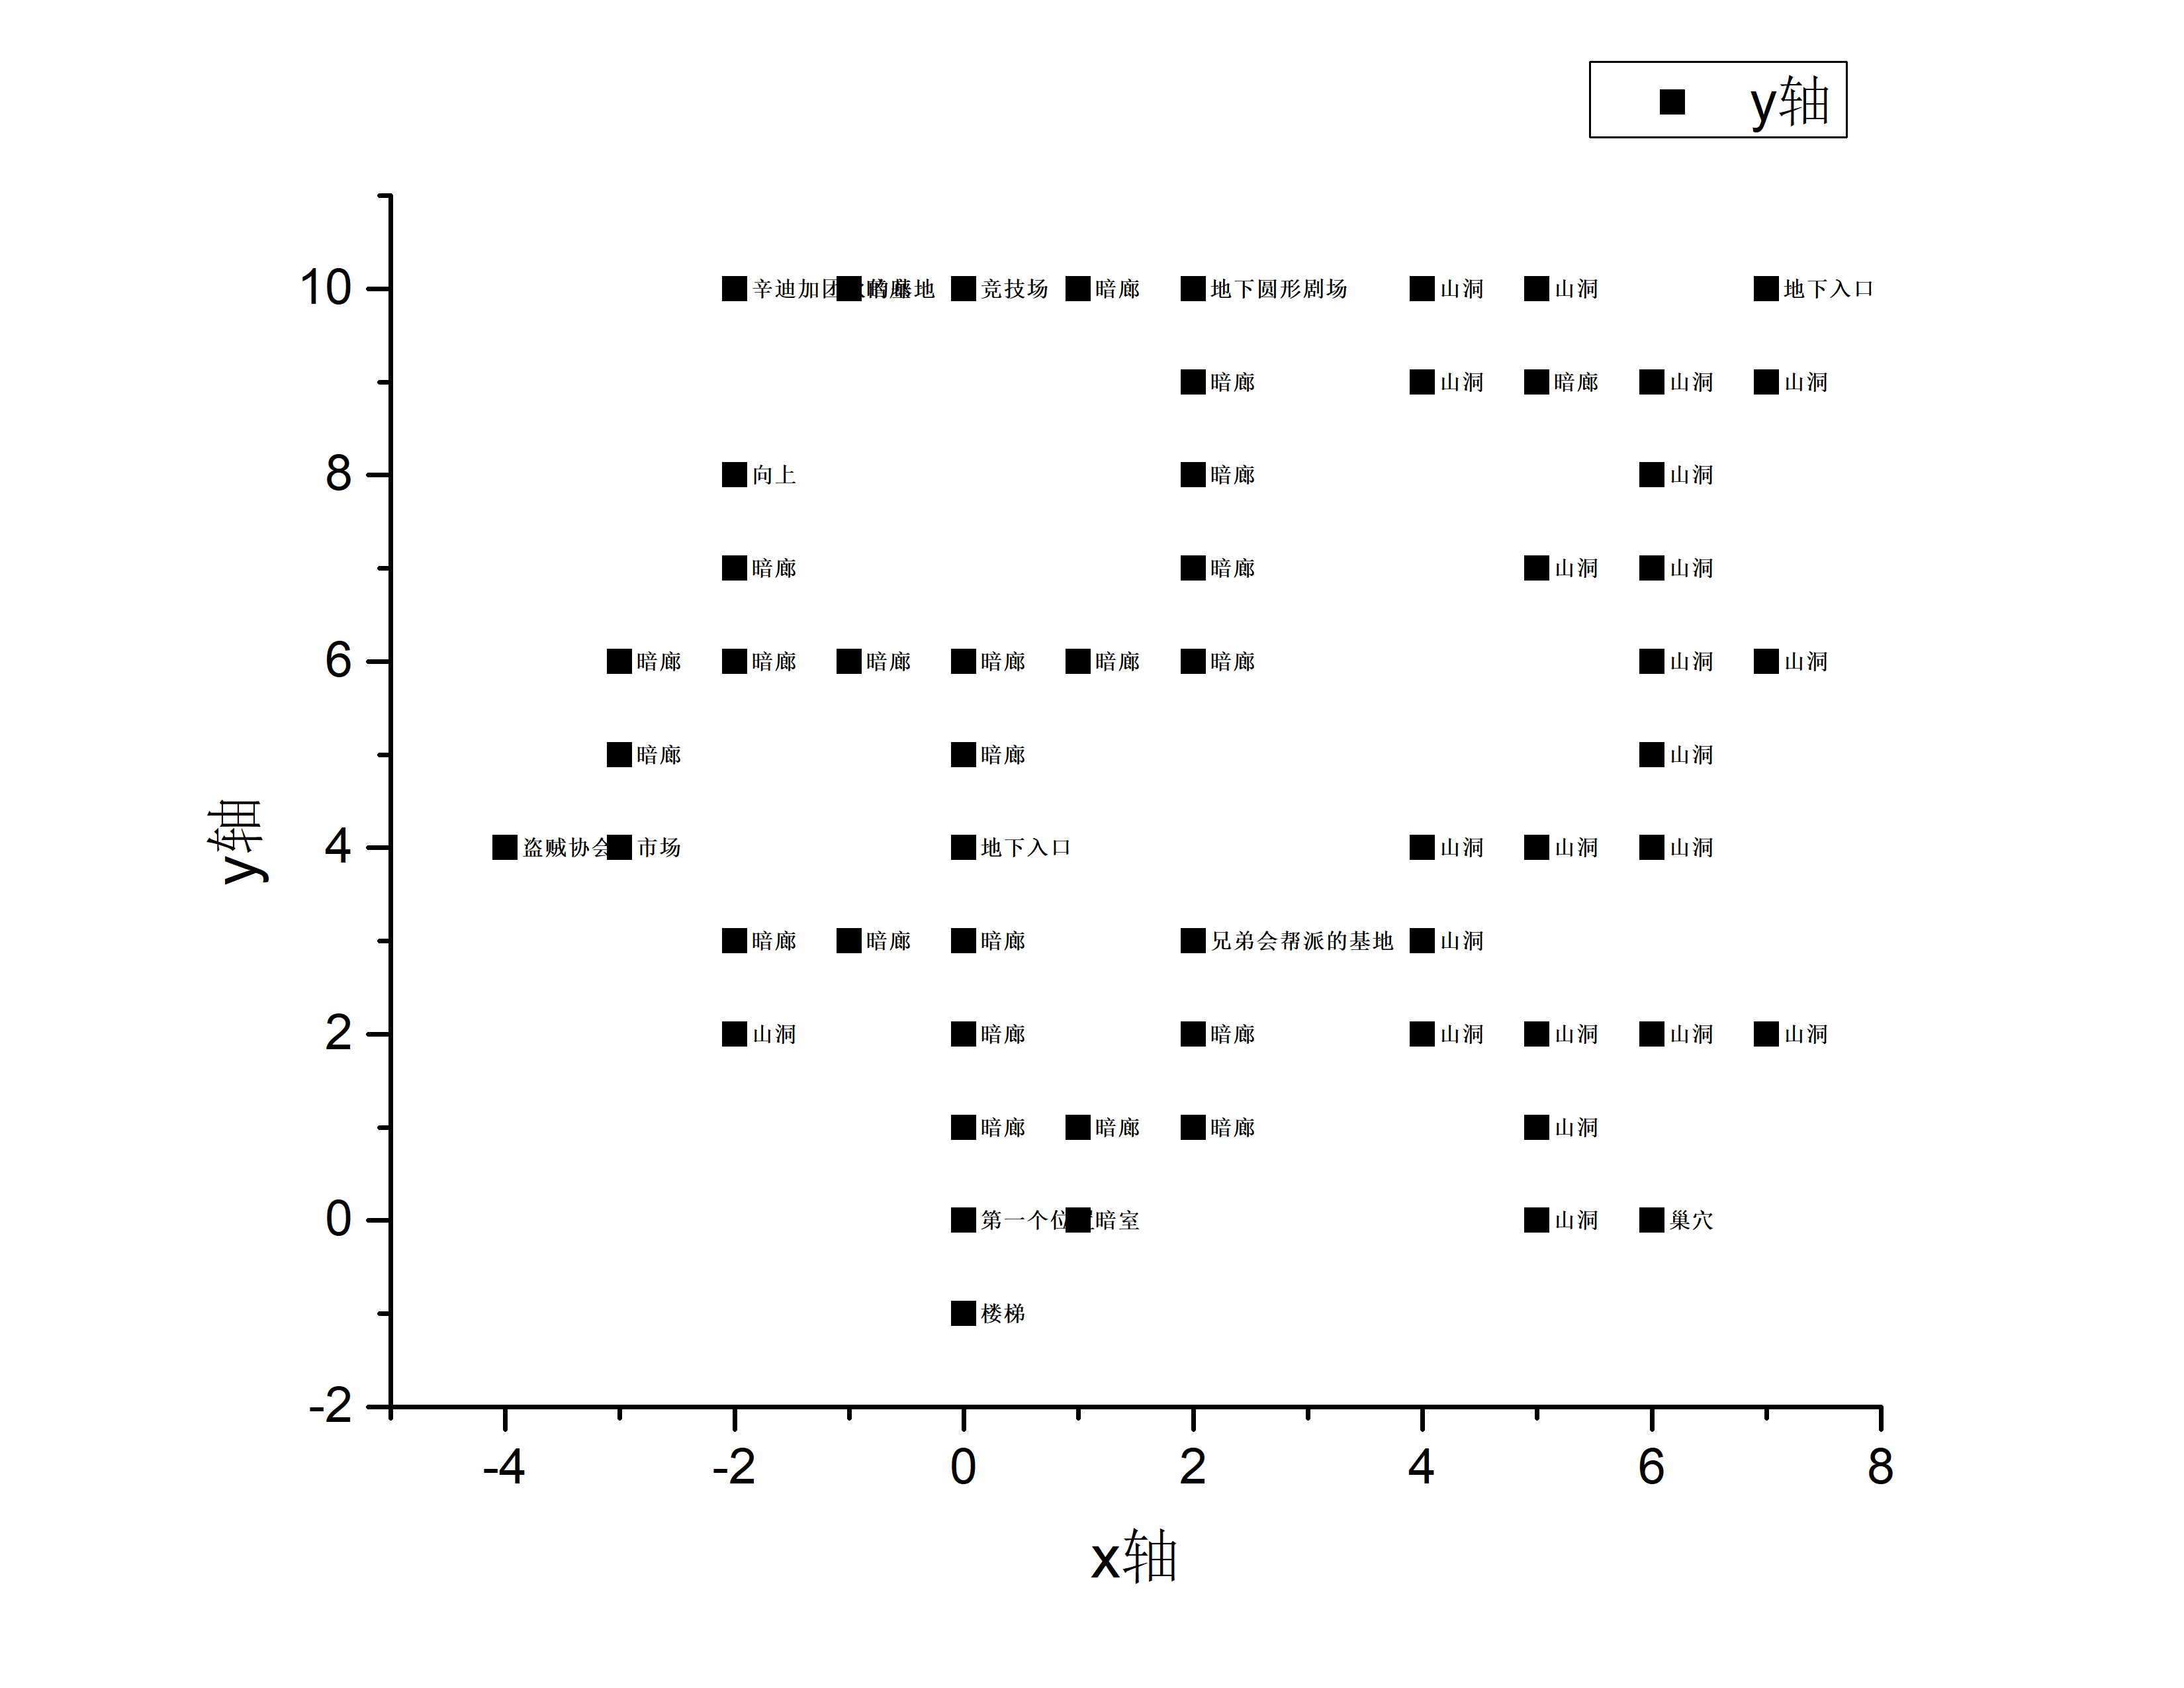 y轴
10 辛迪加团 基地 竞技场 暗廊 地下圆形剧场 山洞 山洞 地下入口
暗廊 山洞 暗廊 山洞 山洞
8 向上 暗廊 山洞
暗廊 暗廊 山洞 山洞
6 暗廊 暗廊 暗廊 暗廊 暗廊 暗廊 山洞 山洞
暗廊 暗廊 山洞
4 盗贼协会 市场 地下入口 山洞 山洞 山洞
暗廊 暗廊 暗廊 兄弟会帮派的基地 山洞
2 山洞 暗廊 暗廊 山洞 山洞 山洞 山洞
暗廊 暗廊 暗廊 山洞
0 第一个位 暗室 山洞 巢穴
楼梯
-2
-4 -2 0 2 4 6 8
x轴
y轴